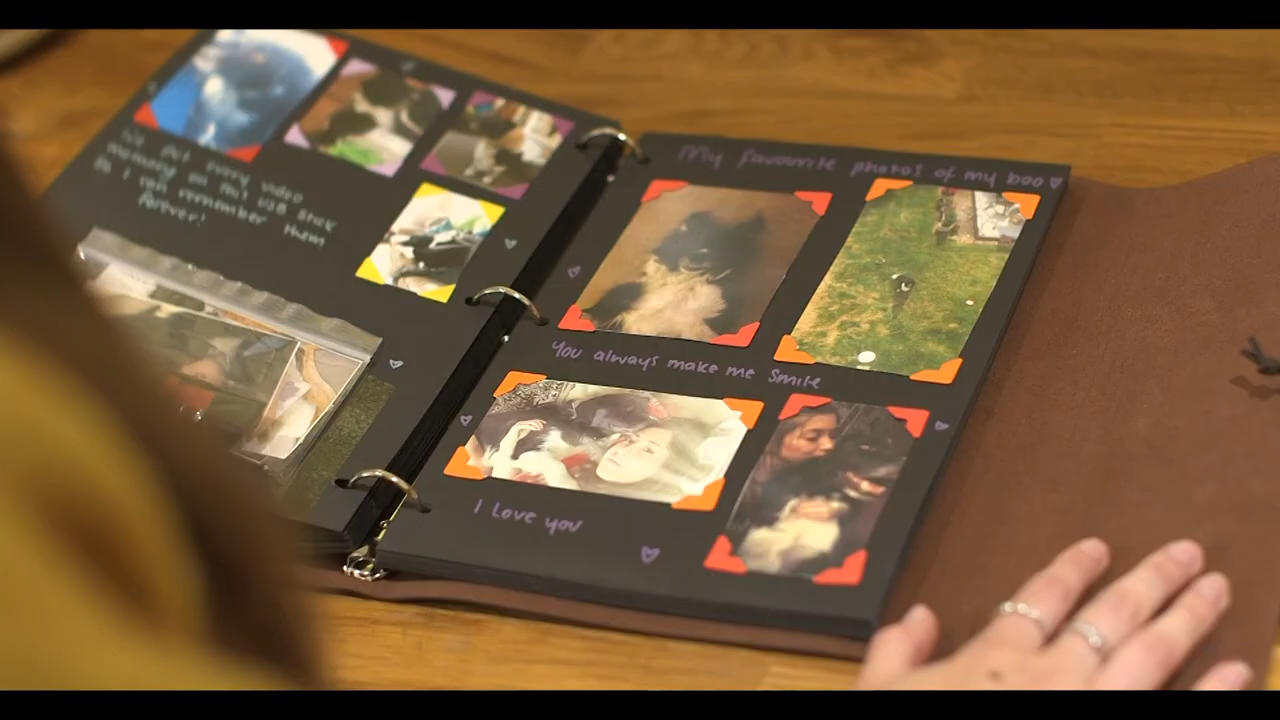 We put every video
memory on this USB stick
So I can remember them
forever!
My favourite photos of my boo
You always make me smile
I Love you